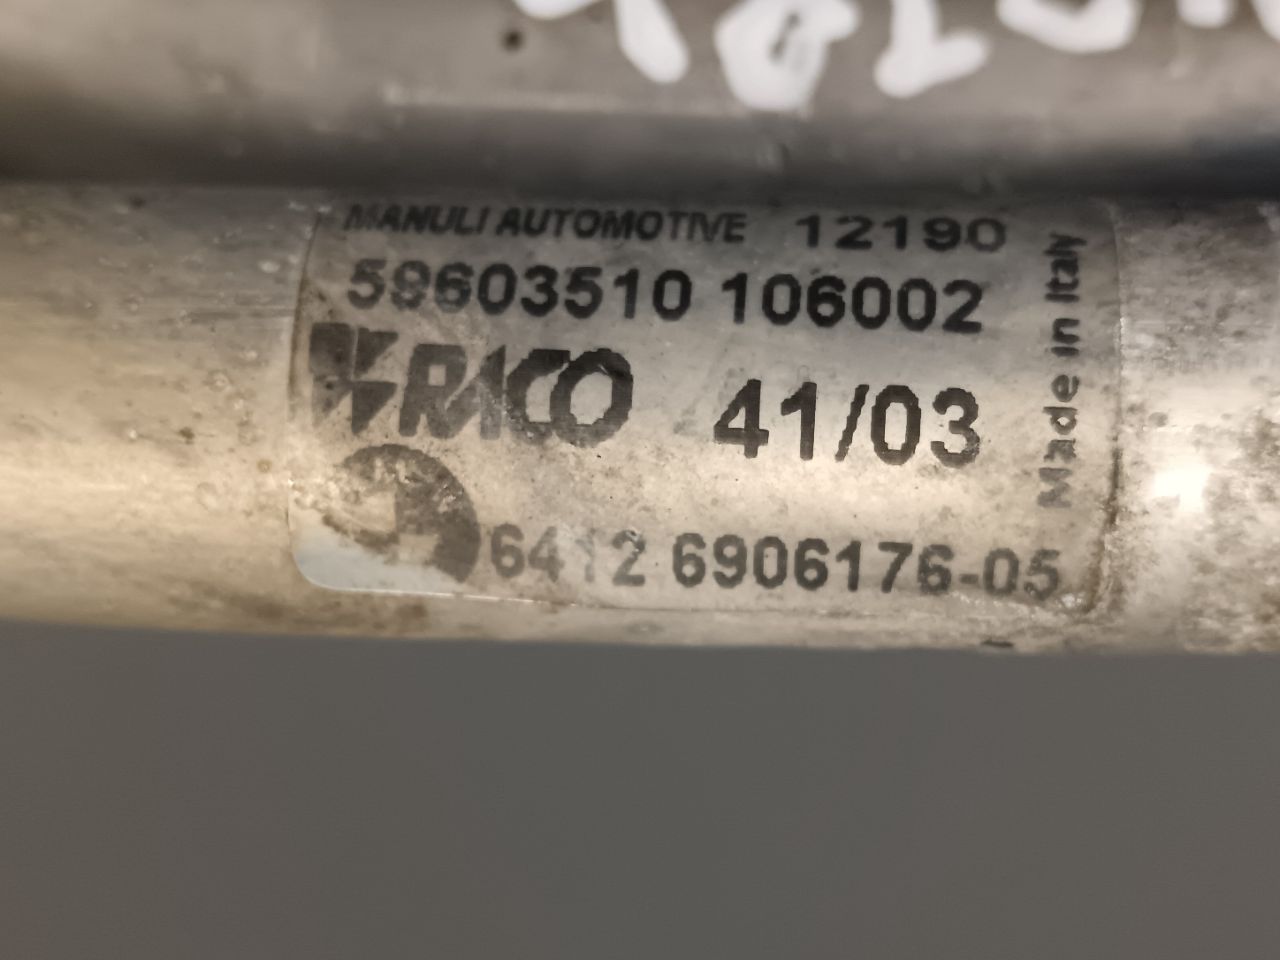 MANULI AUTOMOTIVE 12190
59603510 106002
RACO 41/03
6412 6906176-05
Made in Italy